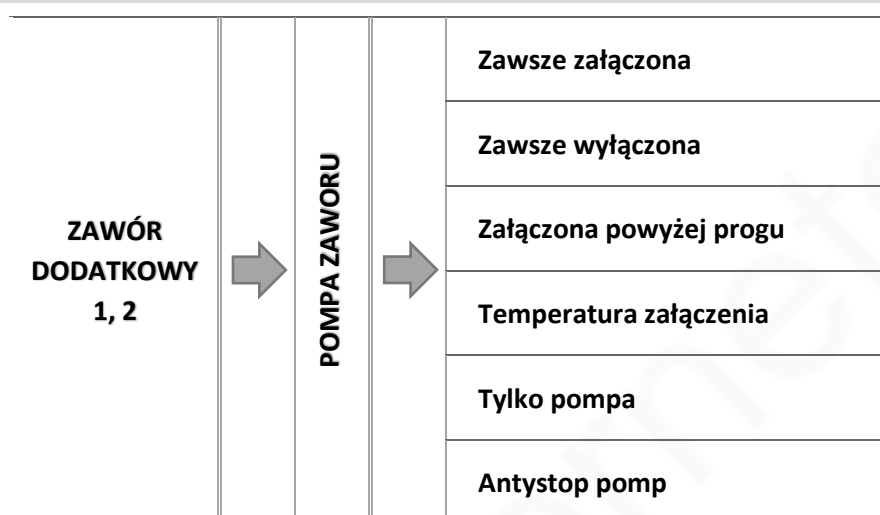 ZAWÓR
DODATKOWY
1, 2
POMPA ZAWORU
Zawsze załączona
Zawsze wyłączona
Załączona powyżej progu
Temperatura załączenia
Tylko pompa
Antystop pomp